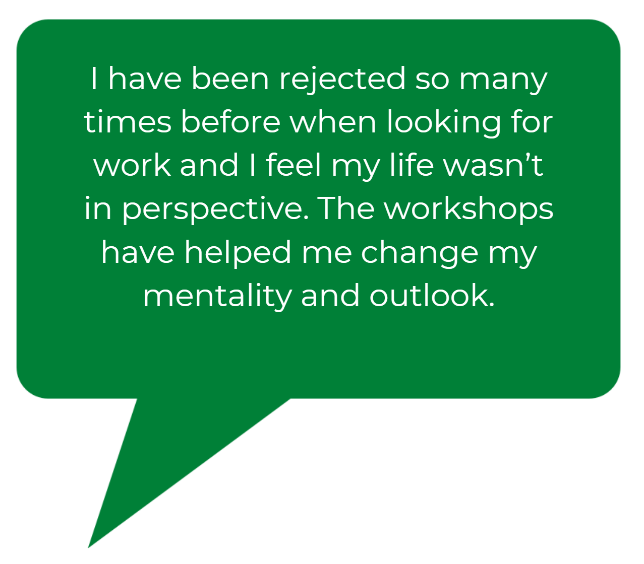 I have been rejected so many
times before when looking for
work and I feel my life wasn’t
in perspective. The workshops
have helped me change my
mentality and outlook.